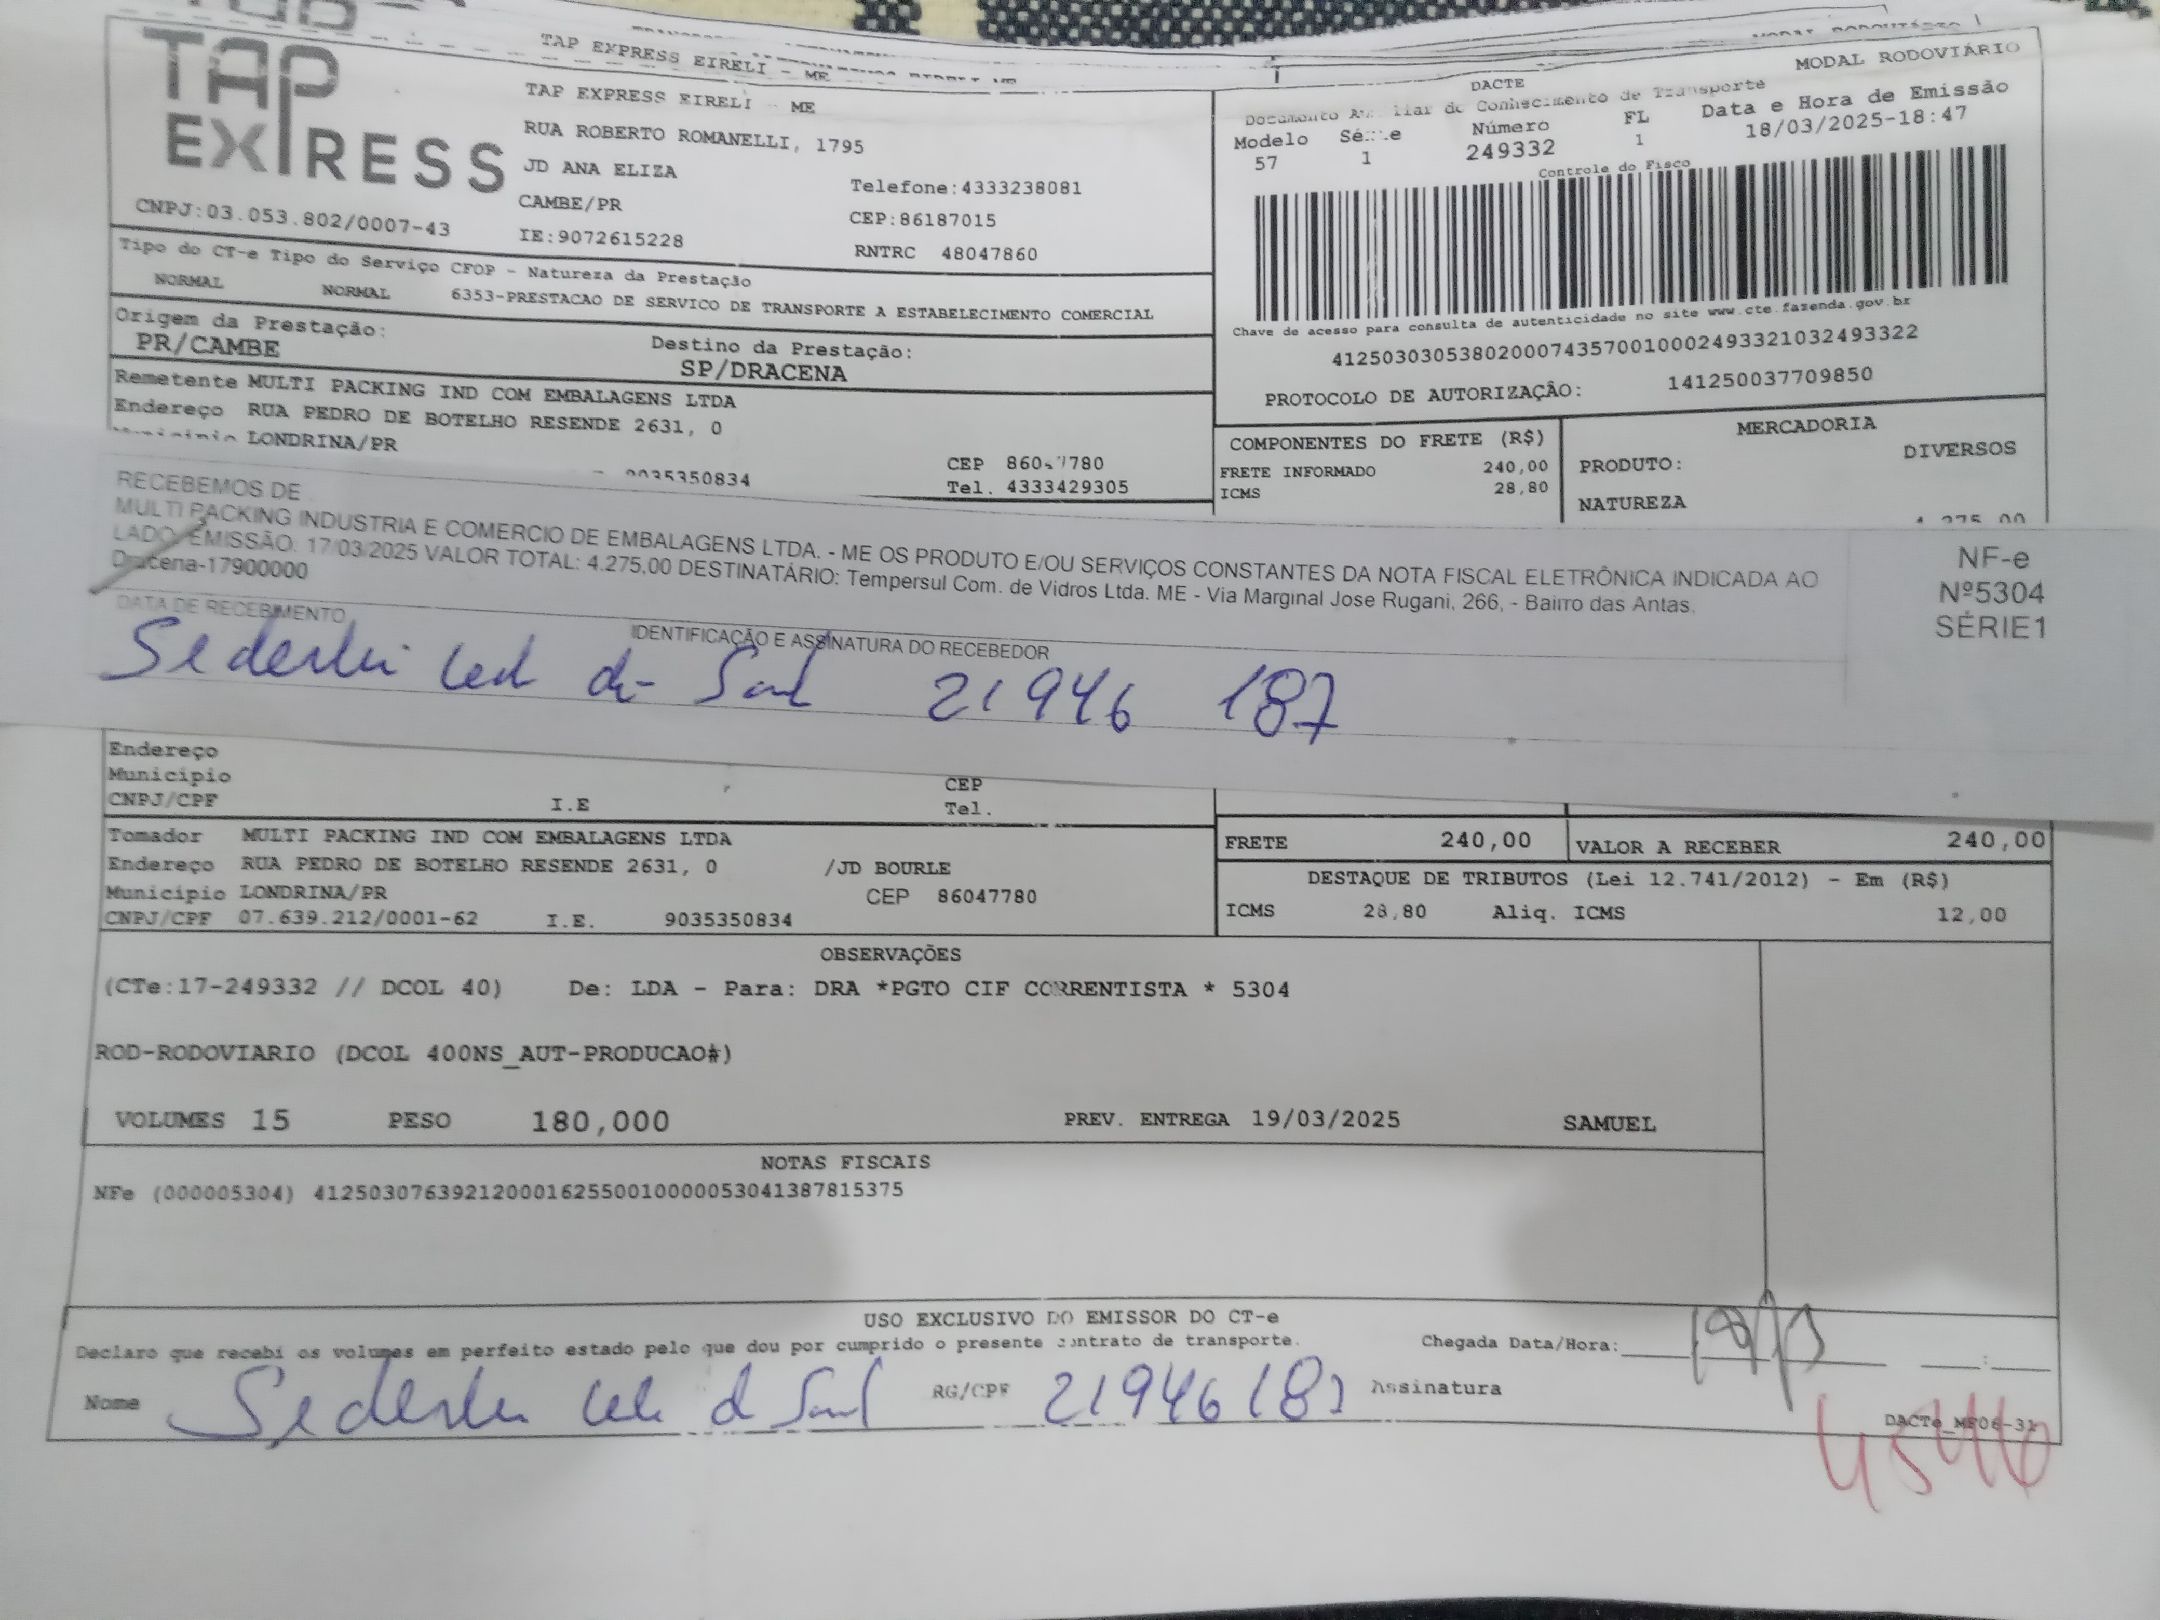 TAP EXPRESS EIRELI - ME
MODAL RODOVIÁRIO
TAP
EXPRESS
TAP EXPRESS EIRELI - ME
RUA ROBERTO ROMANELLI, 1795
JD ANA ELIZA
Telefone:4333238081
CAMBE/PR
CEP:86187015
CNPJ:03.053.802/0007-43
IE:9072615228
RNTRC 48047860
DACTE
Documento de Conhecimento de Transporte
Modelo Número FL Data e Hora de Emissão
57 1 249332 1 18/03/2025-18:47
Controle do Fisco
Chave de acesso para consulta de autenticidade no site www.cte.fazenda.gov.br
41250303053802000743570010002493321032493322
PROTOCOLO DE AUTORIZAÇÃO: 141250037709850
Tipo do CT-e Tipo do Serviço CFOP - Natureza da Prestação
NORMAL NORMAL 6353-PRESTACAO DE SERVICO DE TRANSPORTE A ESTABELECIMENTO COMERCIAL
Origem da Prestação: Destino da Prestação:
PR/CAMBE SP/DRACENA
Remetente MULTI PACKING IND COM EMBALAGENS LTDA
Endereço RUA PEDRO DE BOTELHO RESENDE 2631, 0
LONDRINA/PR
CEP
Tel. 4333429305
COMPONENTES DO FRETE (R$)
FRETE INFORMADO 240,00
ICMS 28,80
MERCADORIA
PRODUTO: DIVERSOS
NATUREZA
RECEBEMOS DE
MULTI PACKING INDUSTRIA E COMERCIO DE EMBALAGENS LTDA. - ME OS PRODUTO E/OU SERVIÇOS CONSTANTES DA NOTA FISCAL ELETRÔNICA INDICADA AO
LADO. EMISSÃO: 17/03/2025 VALOR TOTAL: 4.275,00 DESTINATÁRIO: Tempersul Com. de Vidros Ltda. ME - Via Marginal Jose Rugani, 266, - Bairro das Antas.
Dracena-17900000
NF-e
Nº5304
SÉRIE1
DATA DE RECEBIMENTO
IDENTIFICAÇÃO E ASSINATURA DO RECEBEDOR
21946 187
Endereço
Município CEP
CNPJ/CPF I.E Tel.
Tomador MULTI PACKING IND COM EMBALAGENS LTDA
Endereço RUA PEDRO DE BOTELHO RESENDE 2631, 0 /JD BOURLE
Município LONDRINA/PR CEP 86047780
CNPJ/CPF 07.639.212/0001-62 I.E. 9035350834
FRETE 240,00 VALOR A RECEBER 240,00
DESTAQUE DE TRIBUTOS (Lei 12.741/2012) - Em (R$)
ICMS 28,80 Aliq. ICMS 12,00
OBSERVAÇÕES
(CTe:17-249332 // DCOL 40) De: LDA - Para: DRA *PGTO CIF CORRENTISTA * 5304
ROD-RODOVIARIO (DCOL 400NS_AUT-PRODUCAO#)
VOLUMES 15 PESO 180,000 PREV. ENTREGA 19/03/2025 SAMUEL
NOTAS FISCAIS
NFe (000005304) 41250307639212000162550010000053041387815375
USO EXCLUSIVO DO EMISSOR DO CT-e
Declaro que recebi os volumes em perfeito estado pelo que dou por cumprido o presente contrato de transporte. Chegada Data/Hora:
Nome RG/CPF 21946187 Assinatura